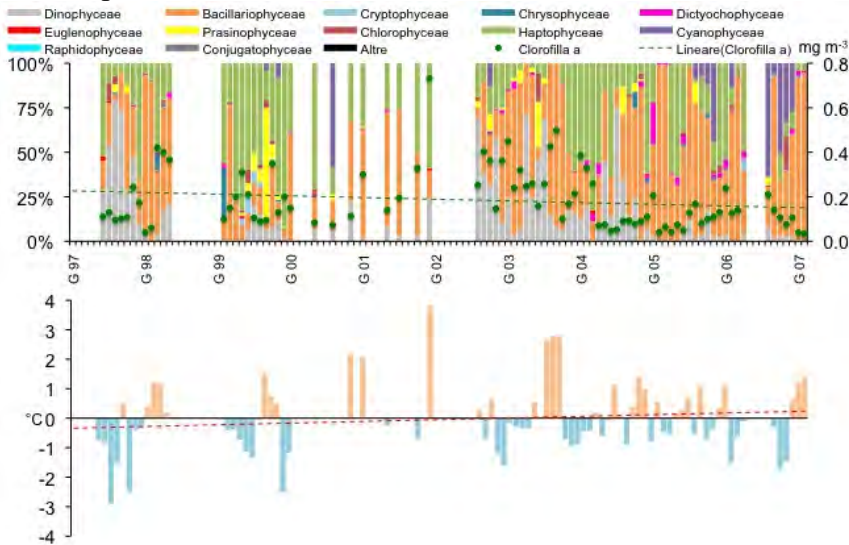 Dinophyceae Bacillariophyceae Cryptophyceae Chrysophyceae Dictyochophyceae
Euglenophyceae Prasinophyceae Chlorophyceae Haptophyceae Cyanophyceae
Raphidophyceae Conjugatophyceae Altre Clorofilla a Lineare(Clorofilla a) mg m-3
100% 0.8
75% 0.6
50% 0.4
25% 0.2
0% 0.0
G 97 G 98 G 99 G 00 G 01 G 02 G 03 G 04 G 05 G 06 G 07
4
3
2
1
°C 0
-1
-2
-3
-4